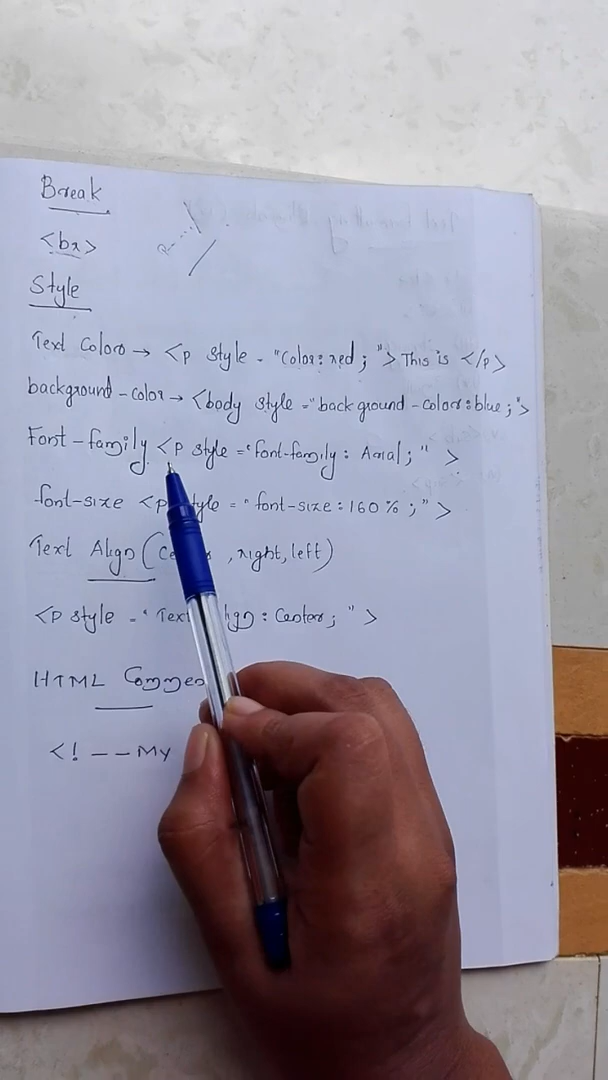 Break
<br>
Style
Text Color → <p style = "Color: red; "> This is </p>
background-color → <body style = "background-color: blue; ">
Font-family <p style = "font-family: Arial; " >
font-size <p style = " font-size: 160% ; " >
Text Align ( , right, left)
<p style = " Text : Center; " >
HTML
<! -- My